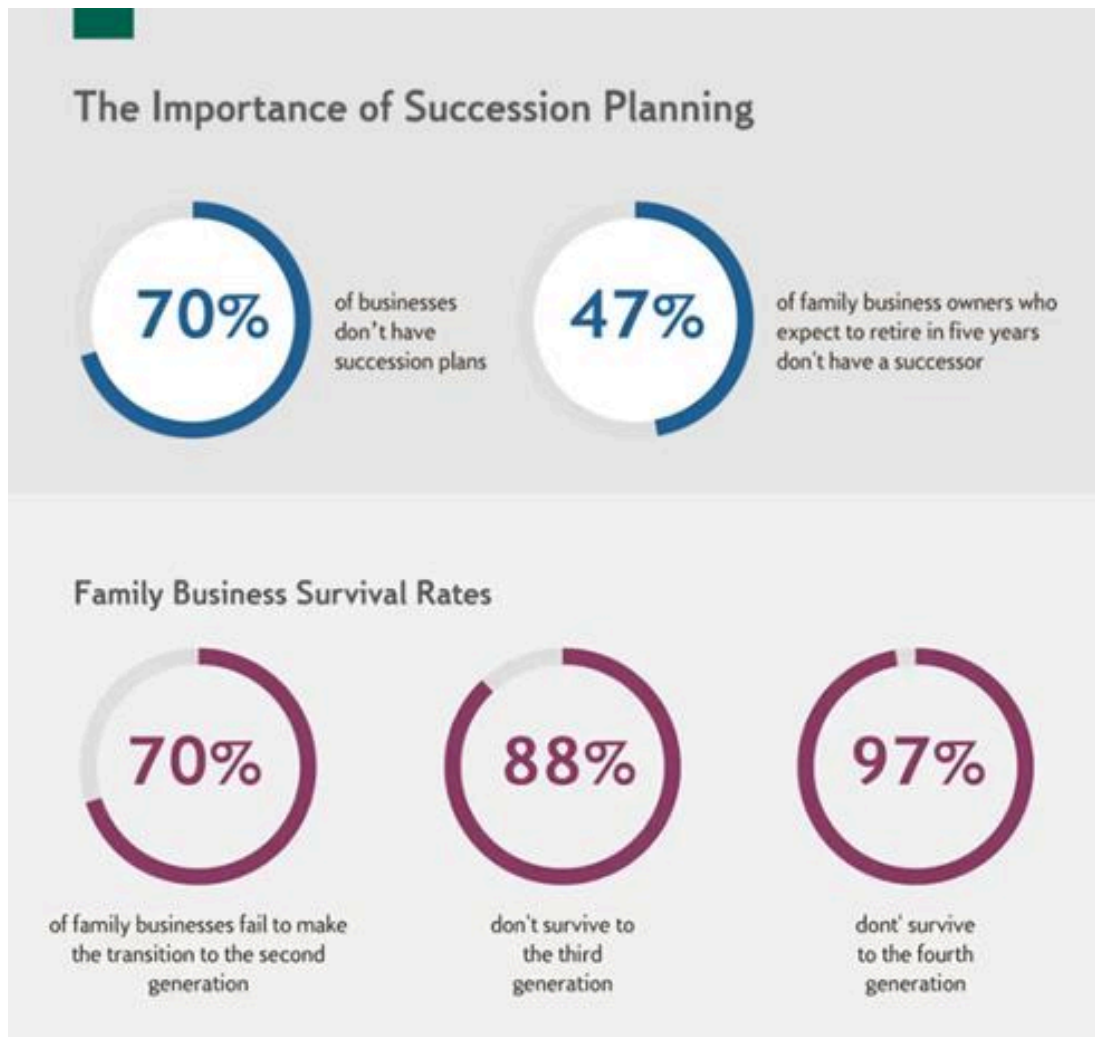 The Importance of Succession Planning
70%
of businesses
don't have
succession plans
47%
of family business owners who
expect to retire in five years
don't have a successor
Family Business Survival Rates
70%
of family businesses fail to make
the transition to the second
generation
88%
don't survive to
the third
generation
97%
dont' survive
to the fourth
generation